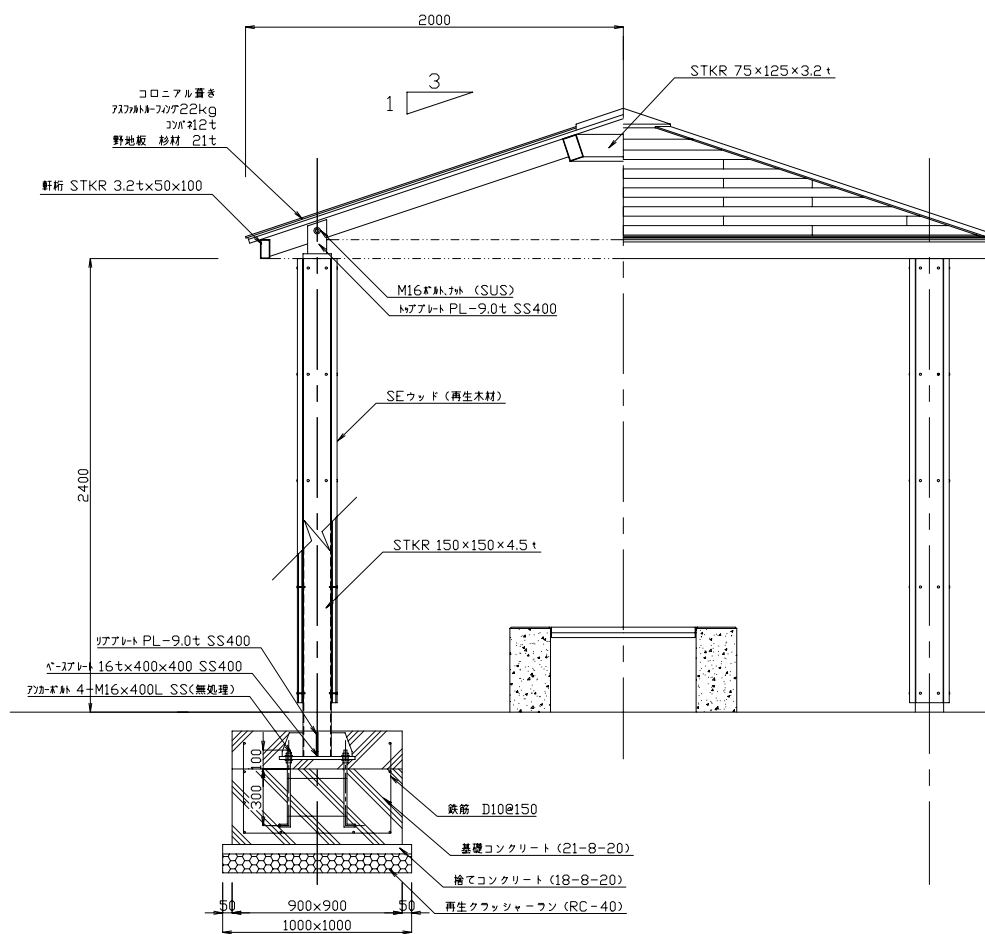 2000
STKR 75×125×3.2t
3
1
コロニアル葺き
アスファルトルーフィング22kg
コンパネ12t
野地板 杉材 21t
軒桁 STKR 3.2t×50×100
M16ボルト、ナット (SUS)
トッププレート PL-9.0t SS400
SEウッド(再生木材)
2400
STKR 150×150×4.5t
リブプレート PL-9.0t SS400
ベースプレート 16t×400×400 SS400
アンカーボルト 4-M16×400L SS(無処理)
100
300
鉄筋 D10@150
基礎コンクリート (21-8-20)
捨てコンクリート (18-8-20)
再生クラッシャーラン (RC-40)
50 900×900 50
1000×1000